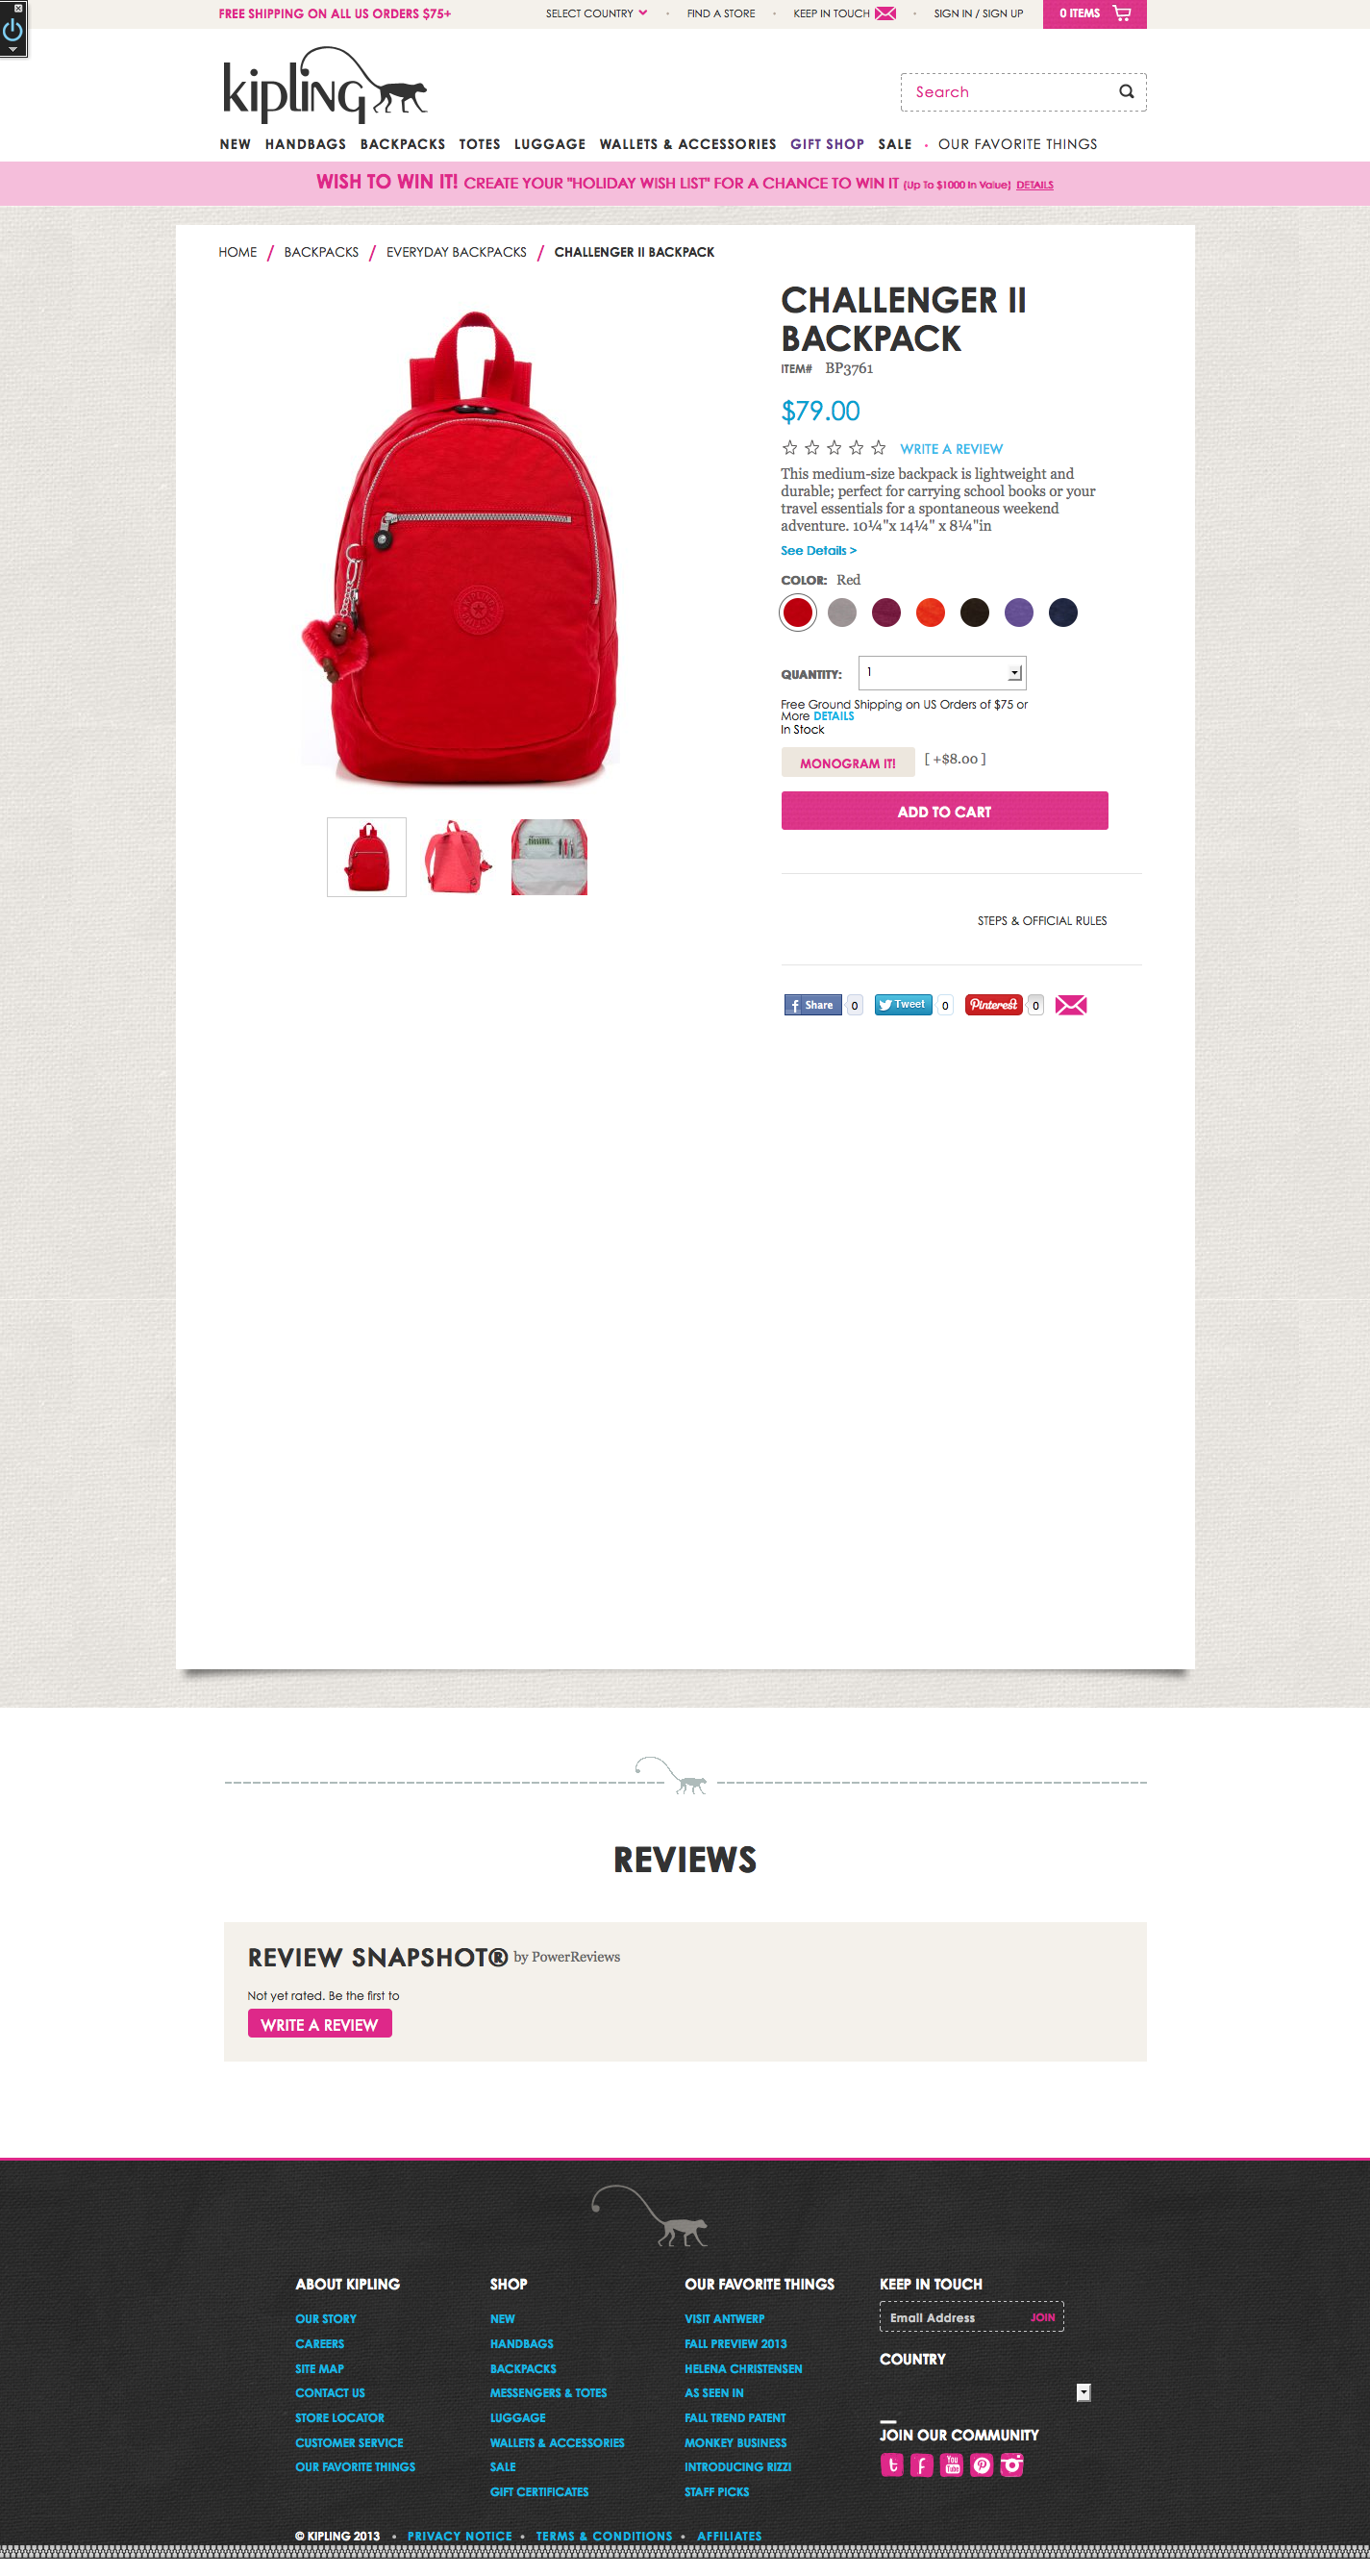 FREE SHIPPING ON ALL US ORDERS $75+
SELECT COUNTRY • FIND A STORE • KEEP IN TOUCH • SIGN IN / SIGN UP
0 ITEMS
kipling
Search
NEW HANDBAGS BACKPACKS TOTES LUGGAGE WALLETS & ACCESSORIES GIFT SHOP SALE • OUR FAVORITE THINGS
WISH TO WIN IT! CREATE YOUR "HOLIDAY WISH LIST" FOR A CHANCE TO WIN IT (Up To $1000 In Value) DETAILS
HOME / BACKPACKS / EVERYDAY BACKPACKS / CHALLENGER II BACKPACK
CHALLENGER II
BACKPACK
ITEM# BP3761
$79.00
WRITE A REVIEW
This medium-size backpack is lightweight and
durable; perfect for carrying school books or your
travel essentials for a spontaneous weekend
adventure. 10¼"x 14¼" x 8¼"in
See Details >
COLOR: Red
QUANTITY: 1
Free Ground Shipping on US Orders of $75 or
More DETAILS
In Stock
MONOGRAM IT! [ +$8.00 ]
ADD TO CART
STEPS & OFFICIAL RULES
f Share 0 Tweet 0 Pinterest 0
REVIEWS
REVIEW SNAPSHOT® by PowerReviews
Not yet rated. Be the first to
WRITE A REVIEW
ABOUT KIPLING
OUR STORY
CAREERS
SITE MAP
CONTACT US
STORE LOCATOR
CUSTOMER SERVICE
OUR FAVORITE THINGS
SHOP
NEW
HANDBAGS
BACKPACKS
MESSENGERS & TOTES
LUGGAGE
WALLETS & ACCESSORIES
SALE
GIFT CERTIFICATES
OUR FAVORITE THINGS
VISIT ANTWERP
FALL PREVIEW 2013
HELENA CHRISTENSEN
AS SEEN IN
FALL TREND PATENT
MONKEY BUSINESS
INTRODUCING RIZZI
STAFF PICKS
KEEP IN TOUCH
Email Address JOIN
COUNTRY
JOIN OUR COMMUNITY
t f You Tube
© KIPLING 2013 • PRIVACY NOTICE • TERMS & CONDITIONS • AFFILIATES